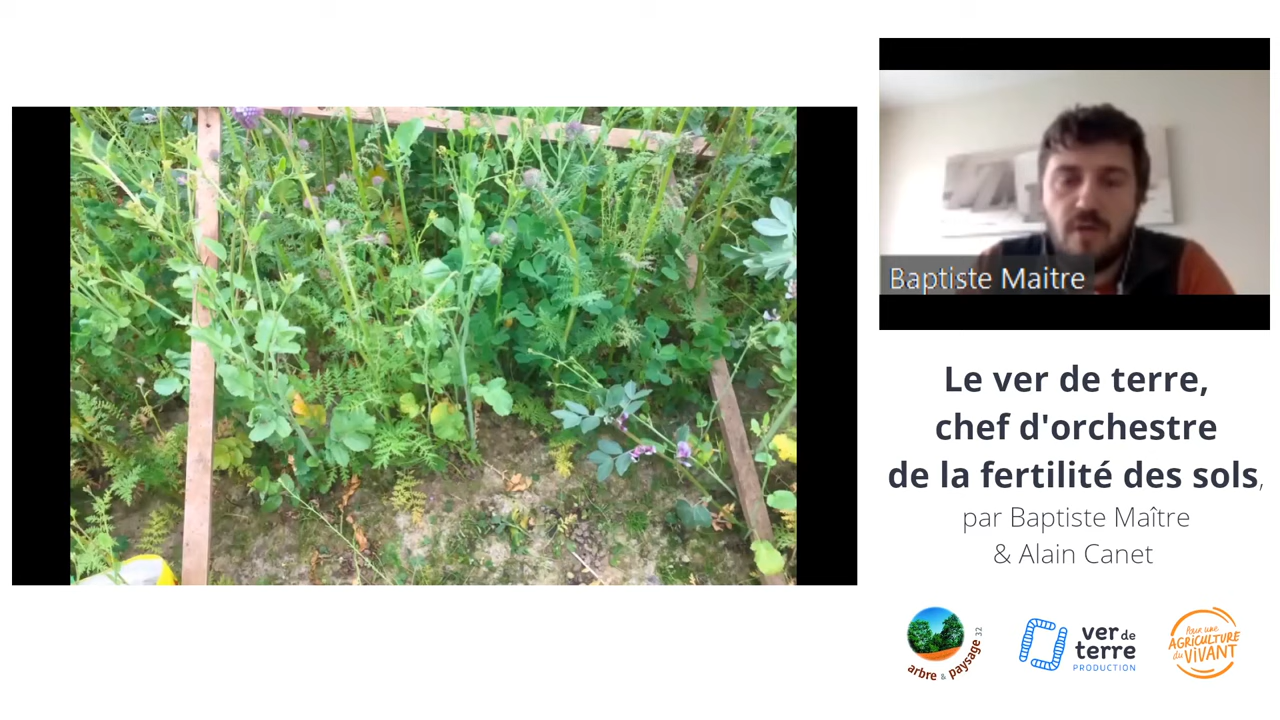 Baptiste Maitre
Le ver de terre,
chef d'orchestre
de la fertilité des sols,
par Baptiste Maître
& Alain Canet
arbre & paysage 32
ver de
terre
PRODUCTION
Pour une
AGRICULTURE
du VIVANT